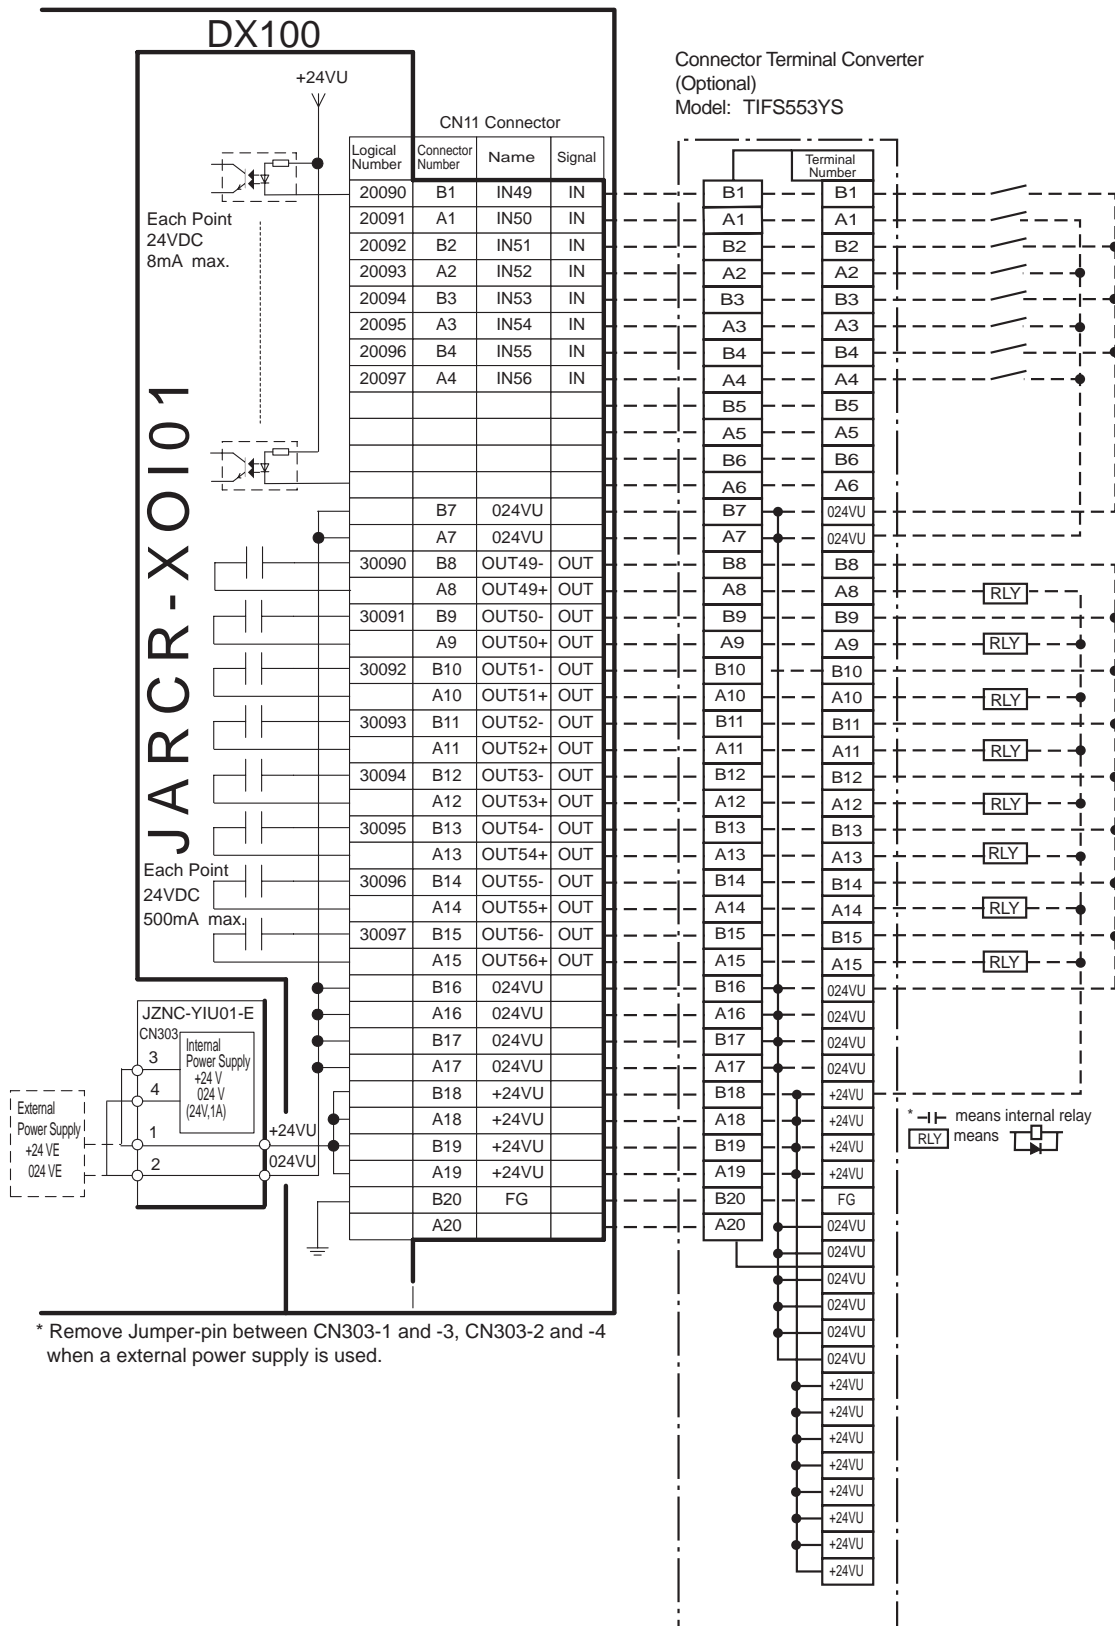 DX100
+24VU
Connector Terminal Converter
(Optional)
Model: TIFS553YS
CN11 Connector
Logical Number Connector Number Name Signal
Terminal Number
20090 B1 IN49 IN B1 B1
20091 A1 IN50 IN A1 A1
20092 B2 IN51 IN B2 B2
20093 A2 IN52 IN A2 A2
20094 B3 IN53 IN B3 B3
20095 A3 IN54 IN A3 A3
20096 B4 IN55 IN B4 B4
20097 A4 IN56 IN A4 A4
B5 B5
A5 A5
B6 B6
A6 A6
B7 024VU B7 024VU
A7 024VU A7 024VU
30090 B8 OUT49- OUT B8 B8
A8 OUT49+ OUT A8 A8 RLY
30091 B9 OUT50- OUT B9 B9
A9 OUT50+ OUT A9 A9 RLY
30092 B10 OUT51- OUT B10 B10
A10 OUT51+ OUT A10 A10 RLY
30093 B11 OUT52- OUT B11 B11
A11 OUT52+ OUT A11 A11 RLY
30094 B12 OUT53- OUT B12 B12
A12 OUT53+ OUT A12 A12 RLY
30095 B13 OUT54- OUT B13 B13
A13 OUT54+ OUT A13 A13 RLY
30096 B14 OUT55- OUT B14 B14
A14 OUT55+ OUT A14 A14 RLY
30097 B15 OUT56- OUT B15 B15
A15 OUT56+ OUT A15 A15 RLY
B16 024VU B16 024VU
A16 024VU A16 024VU
B17 024VU B17 024VU
A17 024VU A17 024VU
B18 +24VU B18 +24VU
A18 +24VU A18 +24VU
B19 +24VU B19 +24VU
A19 +24VU A19 +24VU
B20 FG B20 FG
A20 A20 024VU
024VU
024VU
024VU
024VU
024VU
+24VU
+24VU
+24VU
+24VU
+24VU
+24VU
+24VU
+24VU
Each Point
24VDC
8mA max.
JARCR-XOI01
Each Point
24VDC
500mA max.
JZNC-YIU01-E
CN303
3
4
1
2
Internal
Power Supply
+24 V
024 V
(24V,1A)
+24VU
024VU
External
Power Supply
+24 VE
024 VE
* means internal relay
RLY means
* Remove Jumper-pin between CN303-1 and -3, CN303-2 and -4
when a external power supply is used.